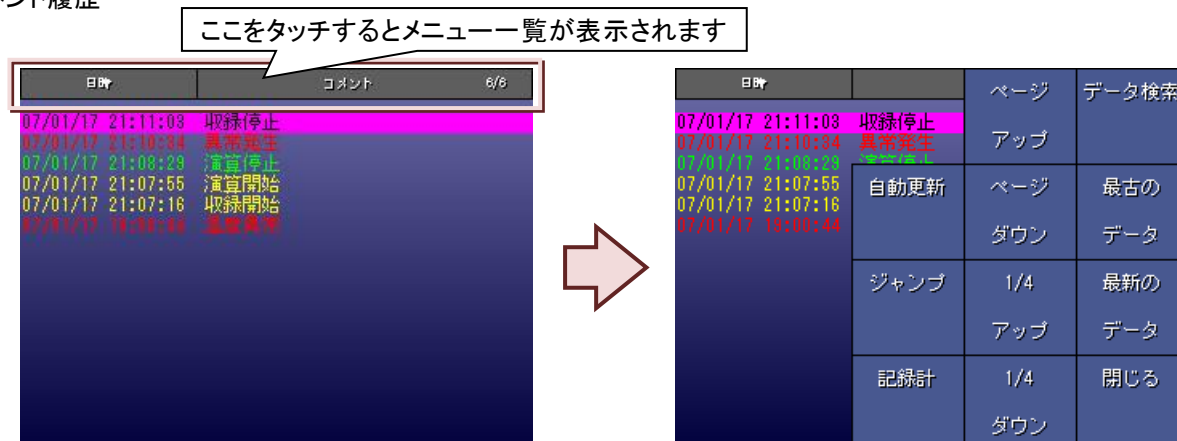 ント履歴
ここをタッチするとメニュー一覧が表示されます
日時 コメント 6/6
07/01/17 21:11:03 収録停止
07/01/17 21:10:34 異常発生
07/01/17 21:08:29 演算停止
07/01/17 21:07:55 演算開始
07/01/17 21:07:16 収録開始
07/01/17 19:00:44 温度異常
日時
07/01/17 21:11:03 収録停止
07/01/17 21:10:34 異常発生
07/01/17 21:08:29 演算停止
07/01/17 21:07:55
07/01/17 21:07:16
07/01/17 19:00:44
ページ データ検索
アップ
自動更新 ページ 最古の
ダウン データ
ジャンプ 1/4 最新の
アップ データ
記録計 1/4 閉じる
ダウン